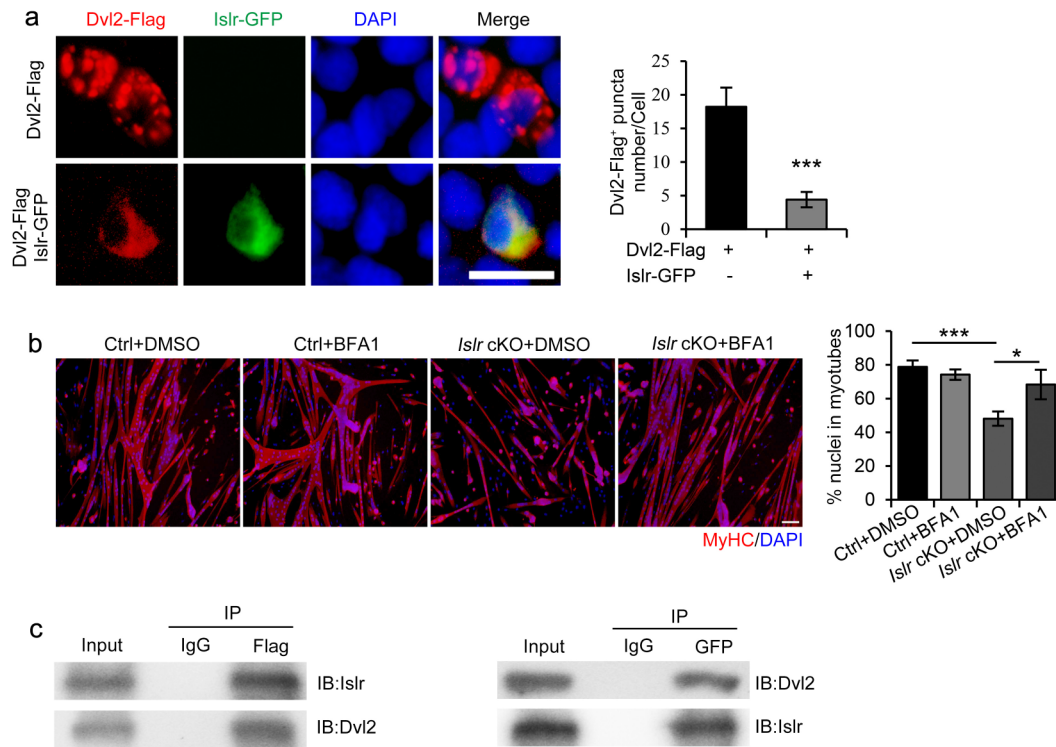 a
Dvl2-Flag Islr-GFP DAPI Merge
Dvl2-Flag
Dvl2-Flag
Islr-GFP
Dvl2-Flag⁺ puncta
number/Cell
25
20
15
10
5
0
***
Dvl2-Flag + +
Islr-GFP - +
b
Ctrl+DMSO Ctrl+BFA1 Islr cKO+DMSO Islr cKO+BFA1
MyHC/DAPI
% nuclei in myotubes
100
80
60
40
20
0
***
*
Ctrl+DMSO
Ctrl+BFA1
Islr cKO+DMSO
Islr cKO+BFA1
c
IP
Input IgG Flag
IB:Islr
IB:Dvl2
IP
Input IgG GFP
IB:Dvl2
IB:Islr